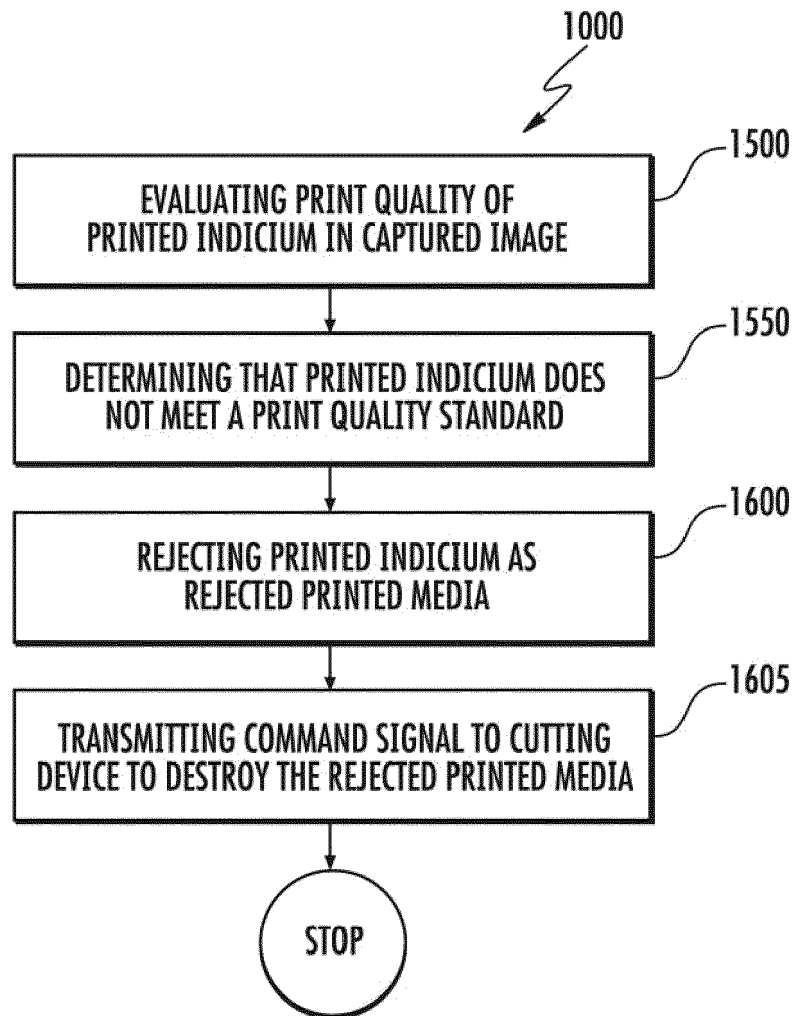 1000
1500
EVALUATING PRINT QUALITY OF
PRINTED INDICIUM IN CAPTURED IMAGE
1550
DETERMINING THAT PRINTED INDICIUM DOES
NOT MEET A PRINT QUALITY STANDARD
1600
REJECTING PRINTED INDICIUM AS
REJECTED PRINTED MEDIA
1605
TRANSMITTING COMMAND SIGNAL TO CUTTING
DEVICE TO DESTROY THE REJECTED PRINTED MEDIA
STOP